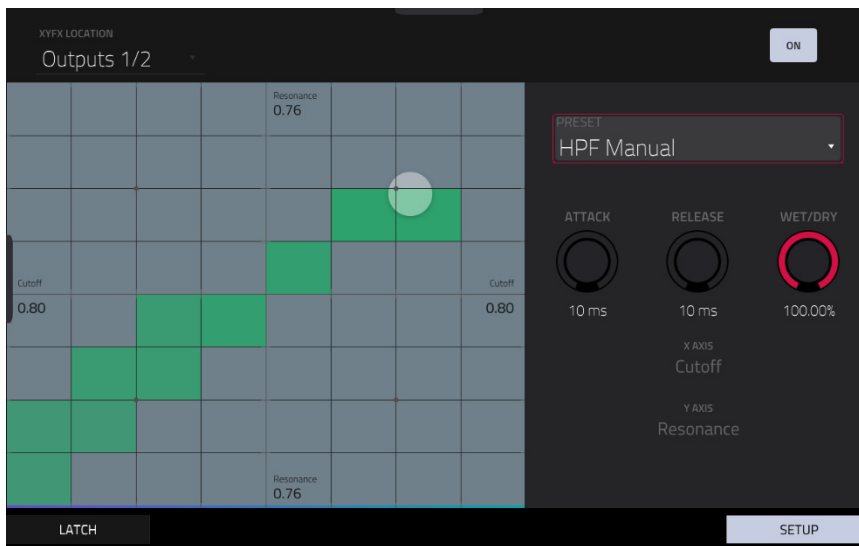 XYFX LOCATION
Outputs 1/2
ON
Resonance
0.76
PRESET
HPF Manual
ATTACK
RELEASE
WET/DRY
Cutoff
0.80
Cutoff
0.80
10 ms
10 ms
100.00%
X AXIS
Cutoff
Y AXIS
Resonance
Resonance
0.76
LATCH
SETUP